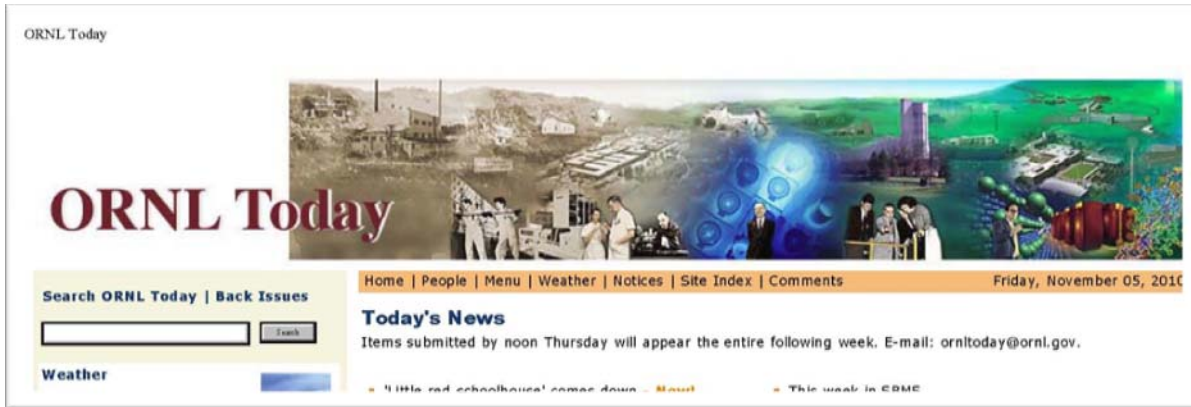 ORNL Today
ORNL Today
Home | People | Menu | Weather | Notices | Site Index | Comments
Friday, November 05, 2010
Search ORNL Today | Back Issues
Search
Today's News
Items submitted by noon Thursday will appear the entire following week. E-mail: ornltoday@ornl.gov.
Weather
'Little red schoolhouse' comes down - New!
This week in SBMS